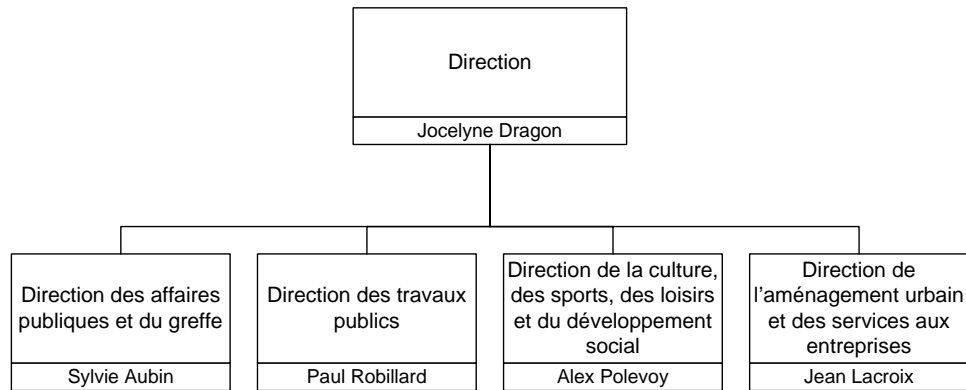 Direction
Jocelyne Dragon
Direction des affaires
publiques et du greffe
Sylvie Aubin
Direction des travaux
publics
Paul Robillard
Direction de la culture,
des sports, des loisirs
et du développement
social
Alex Polevoy
Direction de
l'aménagement urbain
et des services aux
entreprises
Jean Lacroix